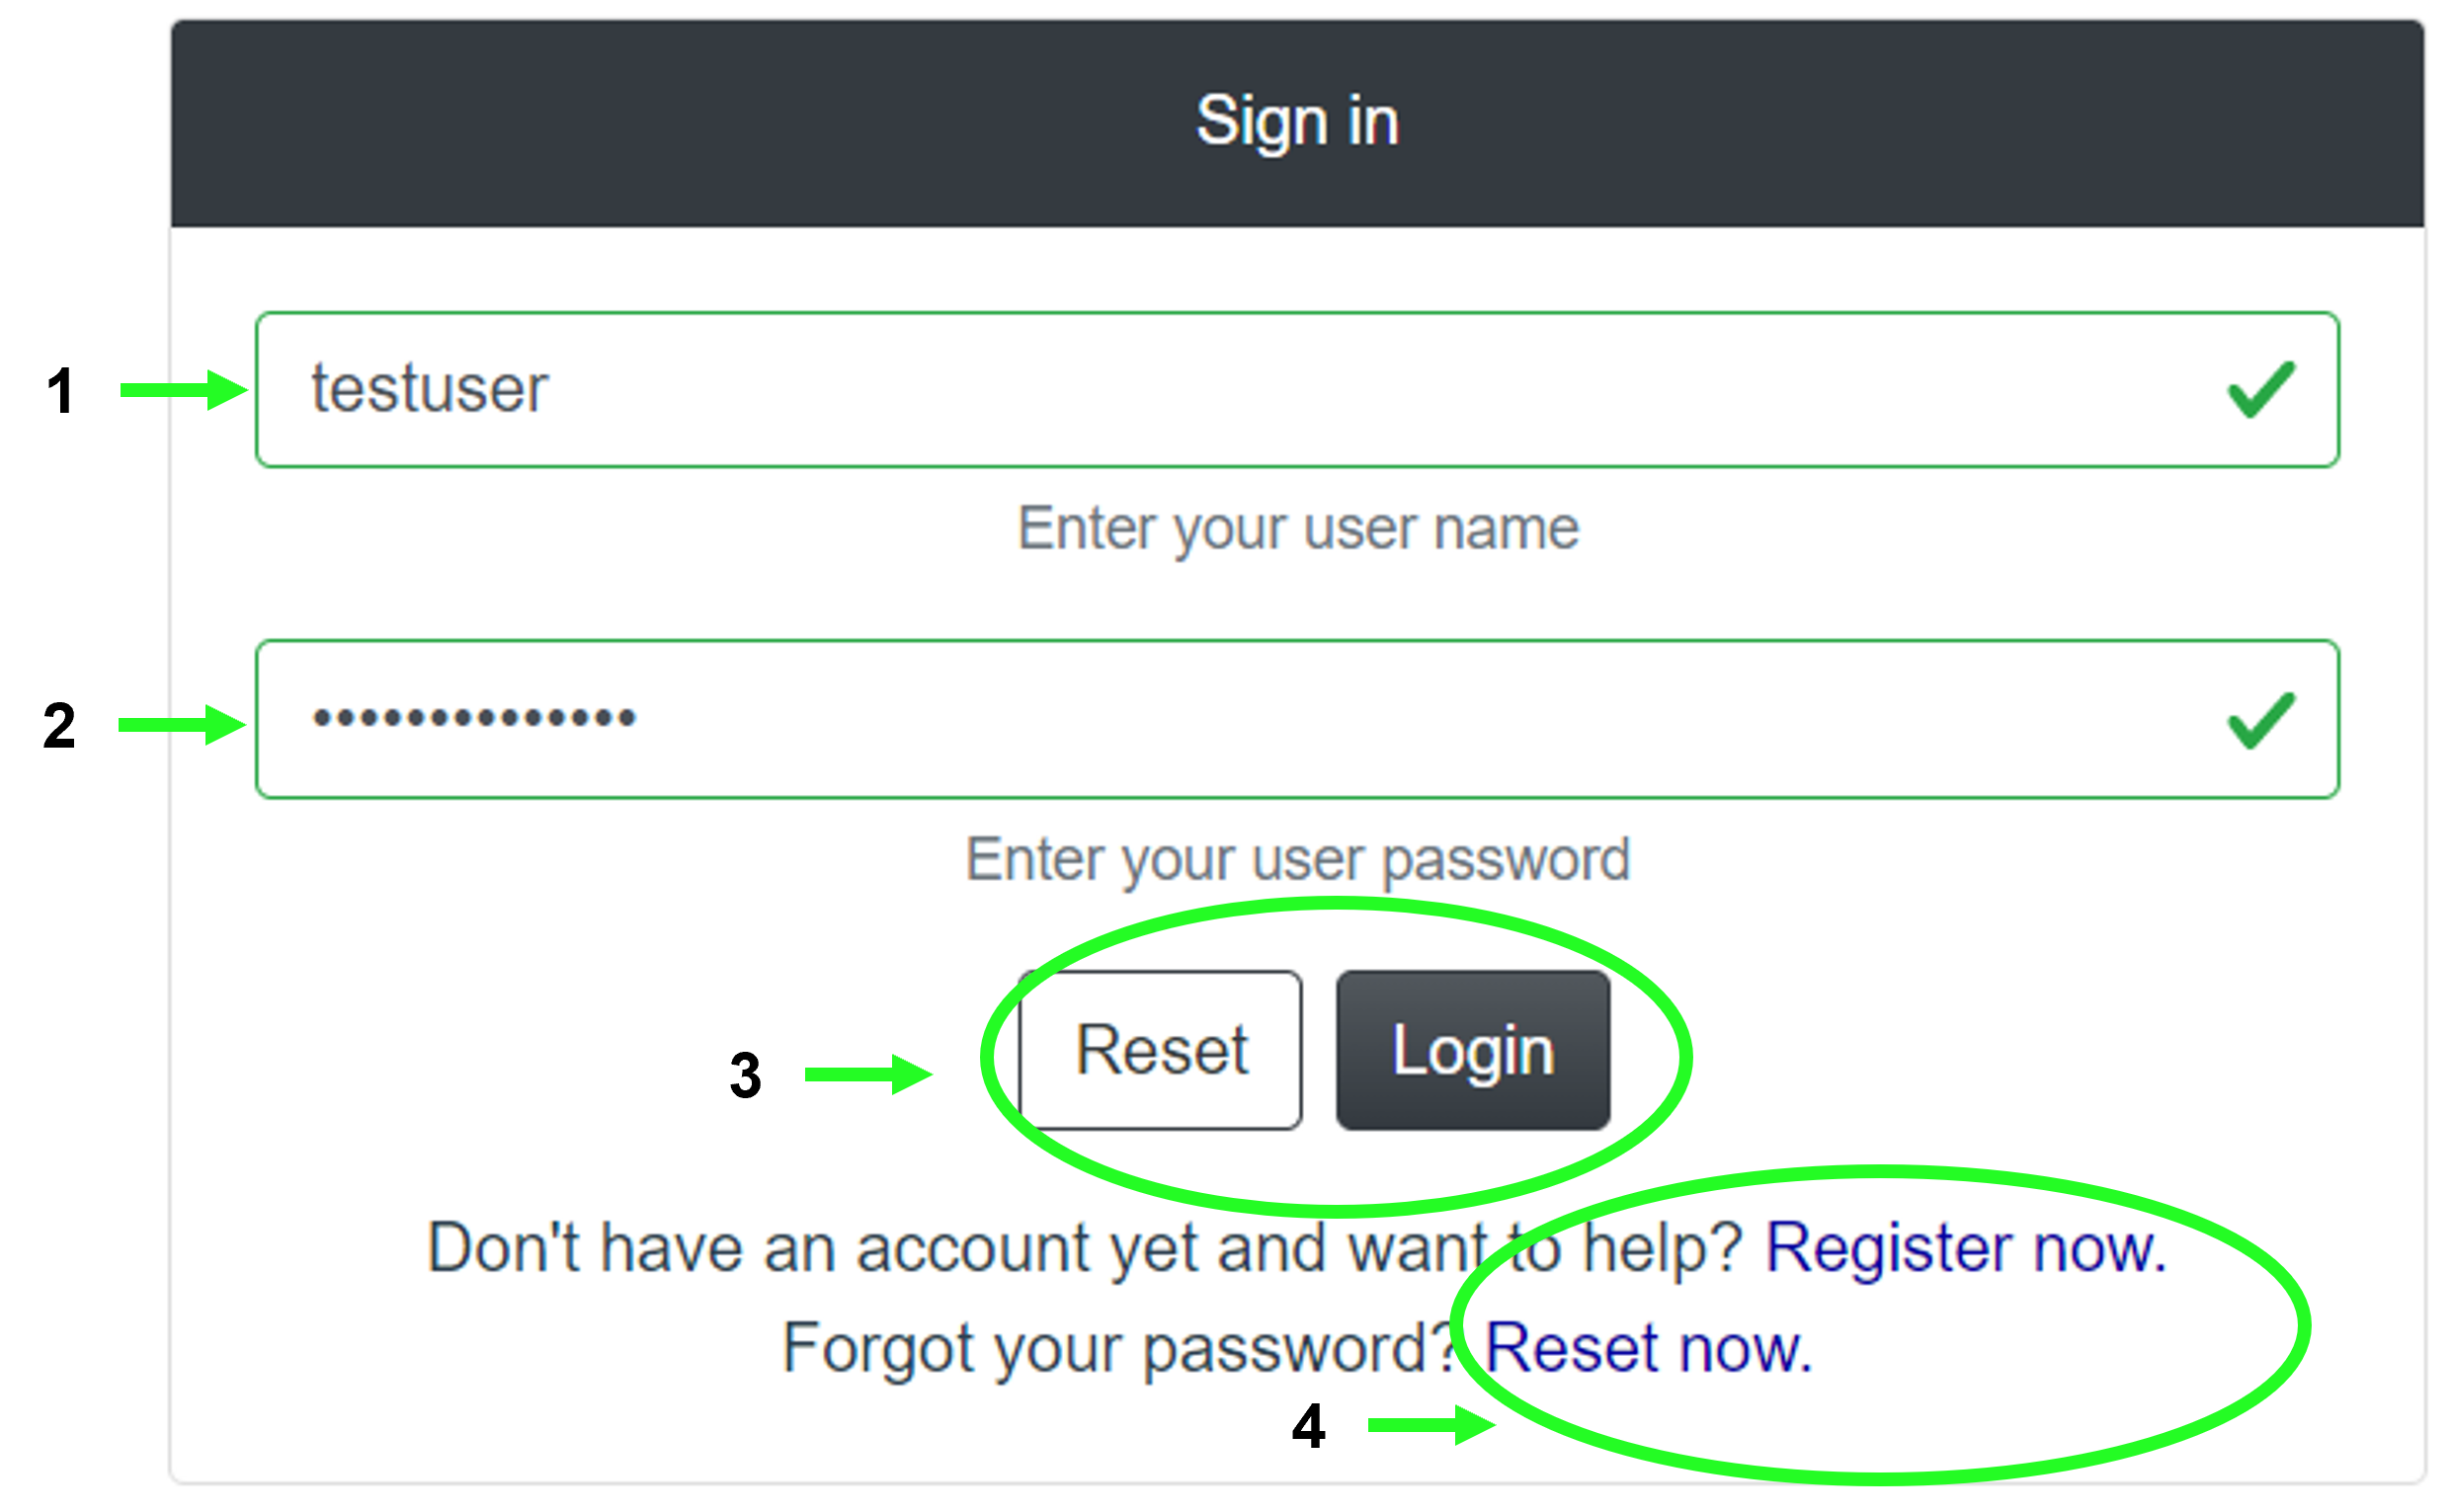 Sign in
1
testuser
Enter your user name
2
••••••••••••••
Enter your user password
3
Reset
Login
Don't have an account yet and want to help? Register now.
Forgot your password? Reset now.
4